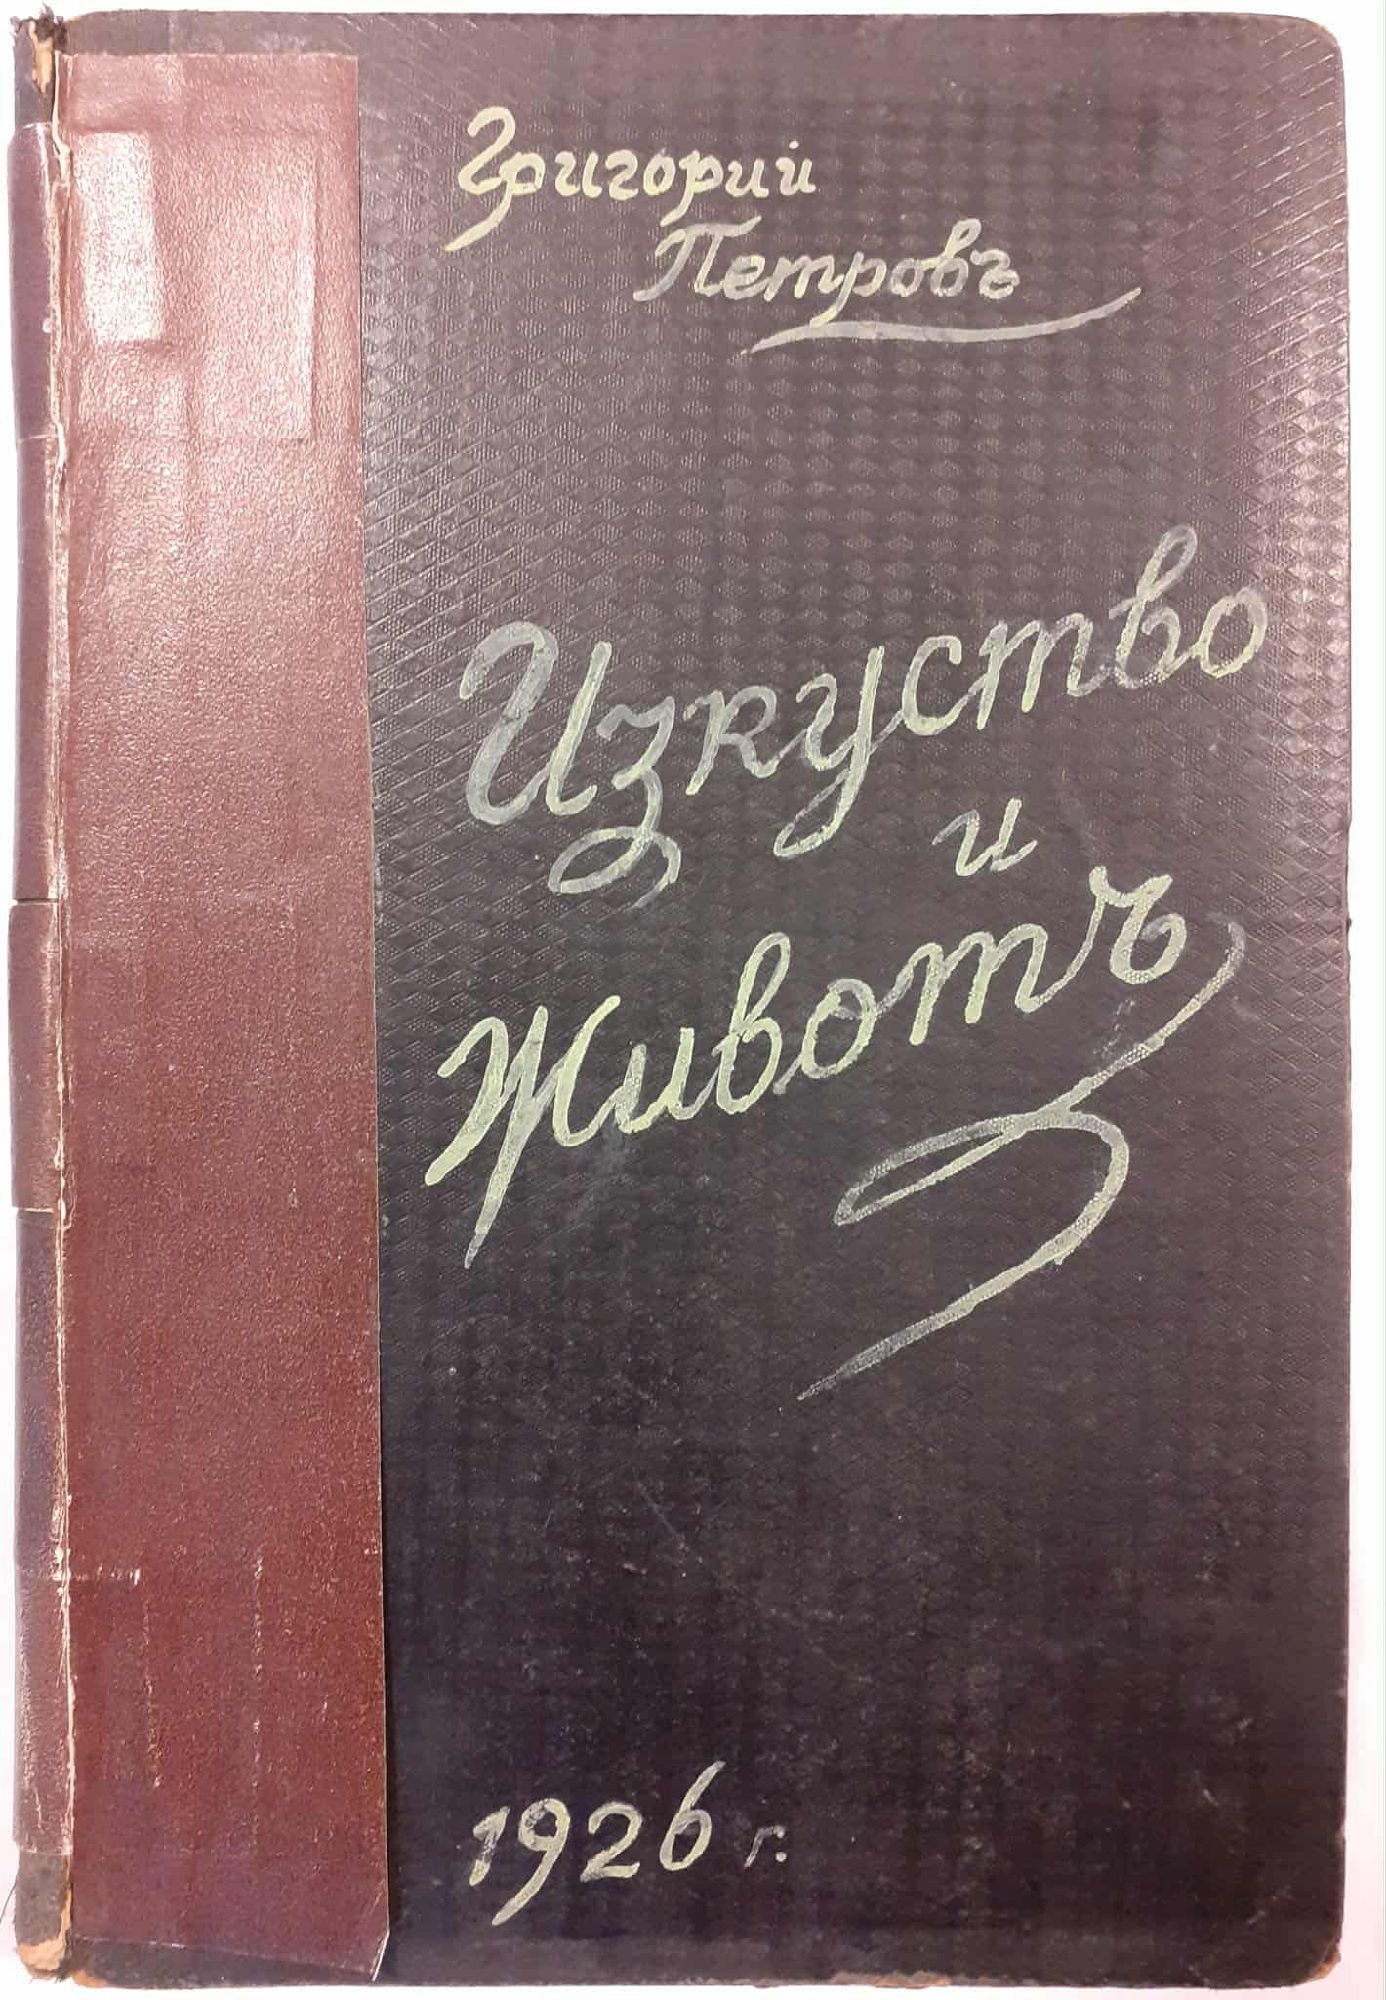 Григорий
Петровъ
Изкуство
и
Животъ
1926 г.